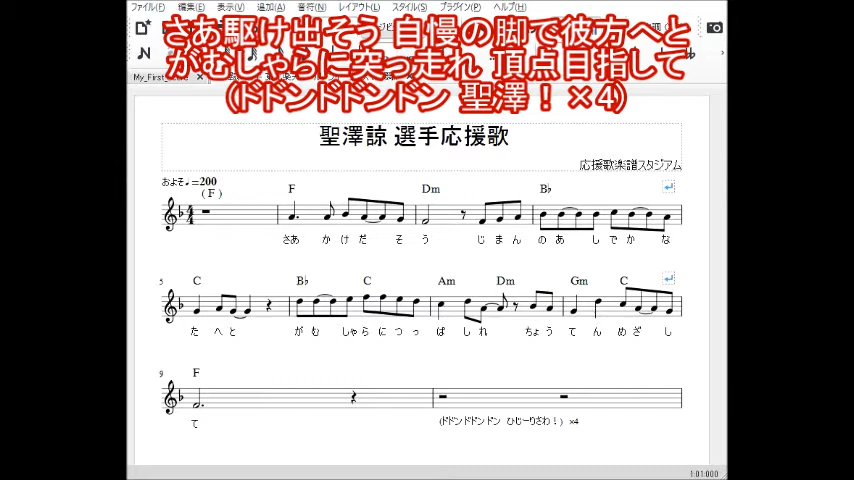 ファイル(F) 編集(E) 表示(V) 追加(A) 音符(N) レイアウト(L) スタイル(S) プラグイン(P) ヘルプ(H)
さあ駆け出そう 自慢の脚で彼方へと
がむしゃらに突っ走れ 頂点目指して
(ドドンドドンドン 聖澤！×4)
My_First_Score
聖澤諒 選手応援歌
応援歌楽譜スタジアム
およそ♩=200
( F )
F Dm B♭
さあ か け だ そ う じ ま ん の あ し で か な
5
C B♭ C Am Dm Gm C
た へ と が む しゃ ら に つ っ ぱ し れ ちょ う て ん め ざ し
9
F
て (ドドンドドンドン ひじーりさわ！) ×4
1:01:000